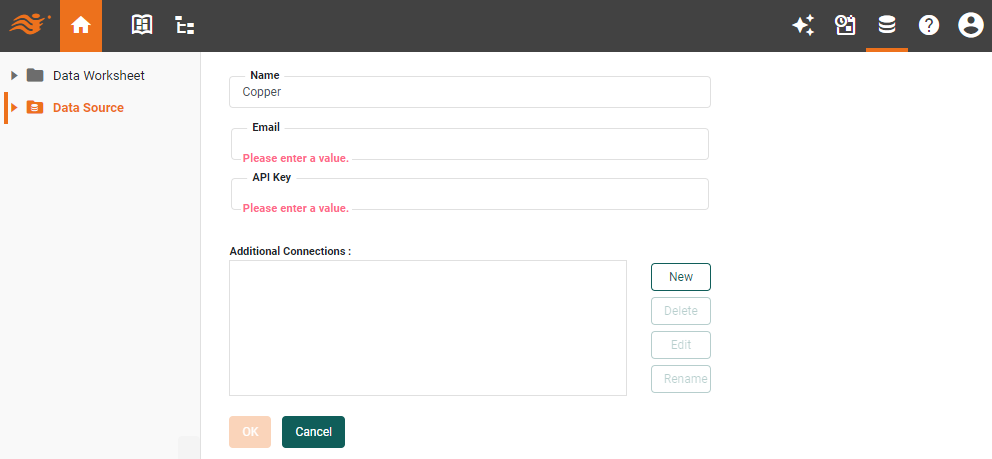 Data Worksheet
Data Source
Name
Copper
Email
Please enter a value.
API Key
Please enter a value.
Additional Connections :
New
Delete
Edit
Rename
OK
Cancel